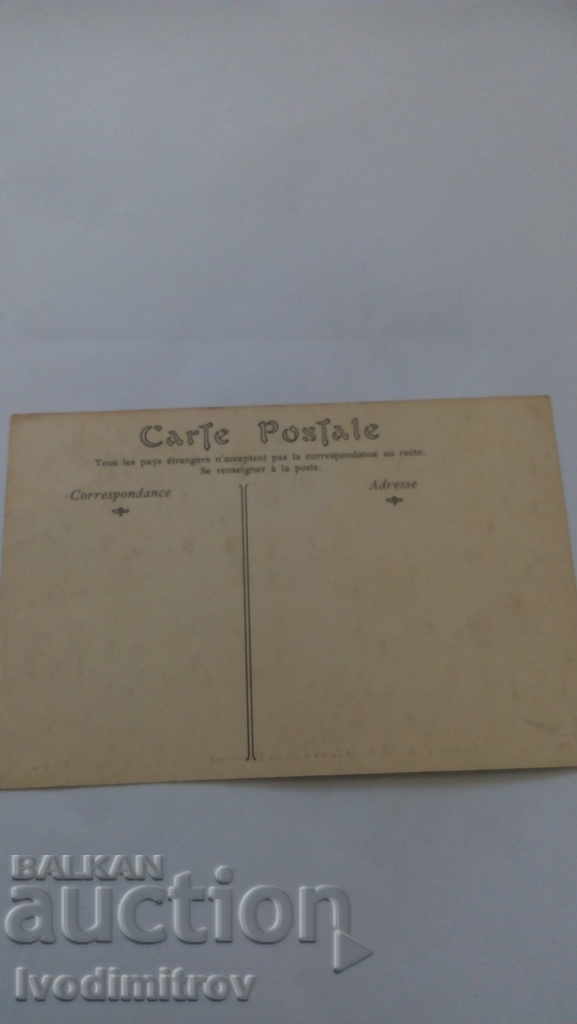 Carte Postale
Tous les pays étrangers n'acceptent pas la correspondance au recto.
Se renseigner à la poste.
Correspondance
Adresse
BALKAN
auction
Ivodimitrov